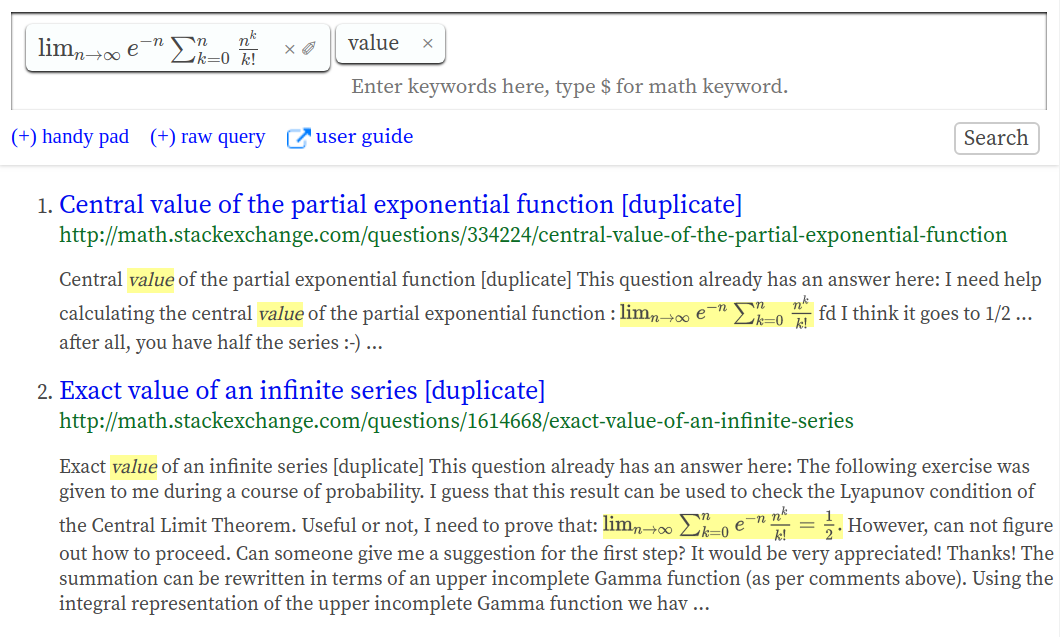 lim_{n→∞} e^{−n} ∑_{k=0}^{n} \frac{n^k}{k!} × value ×
Enter keywords here, type $ for math keyword.
(+) handy pad (+) raw query user guide Search
1. Central value of the partial exponential function [duplicate]
http://math.stackexchange.com/questions/334224/central-value-of-the-partial-exponential-function
Central value of the partial exponential function [duplicate] This question already has an answer here: I need help
calculating the central value of the partial exponential function : lim_{n→∞} e^{−n} ∑_{k=0}^{n} \frac{n^k}{k!} fd I think it goes to 1/2 ...
after all, you have half the series :-) ...
2. Exact value of an infinite series [duplicate]
http://math.stackexchange.com/questions/1614668/exact-value-of-an-infinite-series
Exact value of an infinite series [duplicate] This question already has an answer here: The following exercise was
given to me during a course of probability. I guess that this result can be used to check the Lyapunov condition of
the Central Limit Theorem. Useful or not, I need to prove that: lim_{n→∞} ∑_{k=0}^{n} e^{−n} \frac{n^k}{k!} = \frac{1}{2}. However, can not figure
out how to proceed. Can someone give me a suggestion for the first step? It would be very appreciated! Thanks! The
summation can be rewritten in terms of an upper incomplete Gamma function (as per comments above). Using the
integral representation of the upper incomplete Gamma function we hav ...